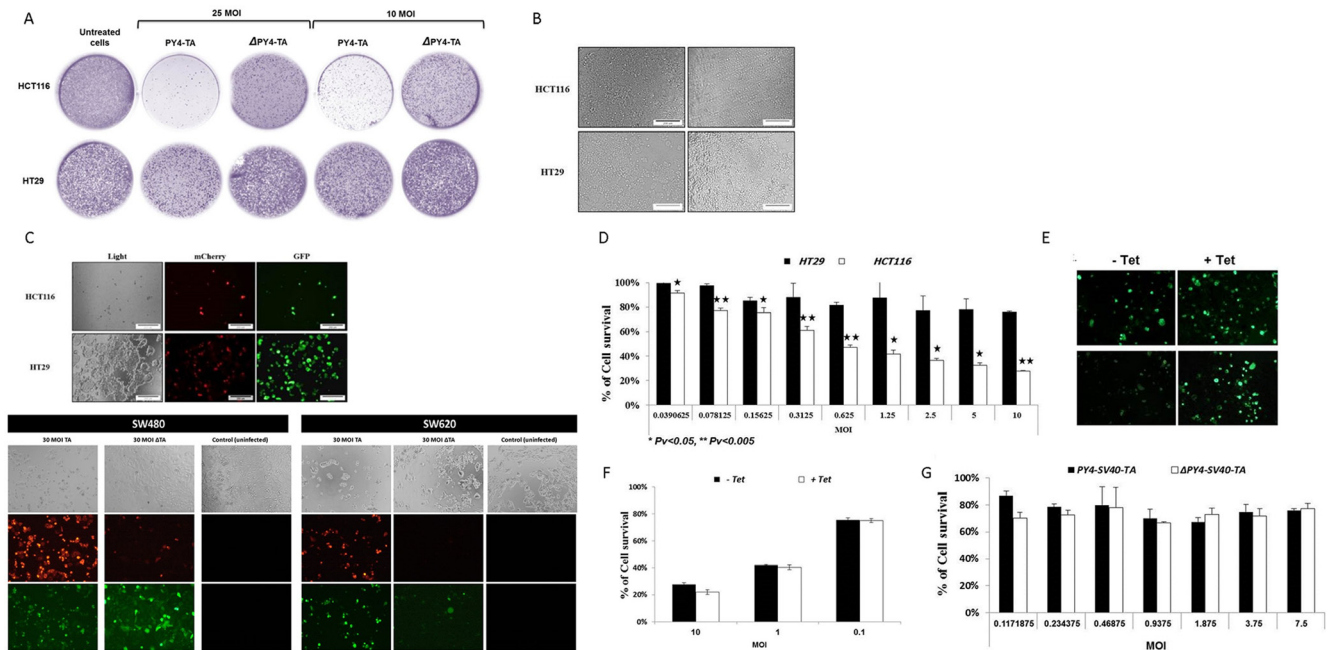 A
25 MOI
10 MOI
Untreated
cells
PY4-TA
ΔPY4-TA
PY4-TA
ΔPY4-TA
HCT116
HT29
B
HCT116
HT29
C
Light
mCherry
GFP
HCT116
HT29
SW480
SW620
30 MOI TA
30 MOI ΔTA
Control (uninfected)
30 MOI TA
30 MOI ΔTA
Control (uninfected)
D
HT29
HCT116
% of Cell survival
100%
80%
60%
40%
20%
0%
★
★★
★
★★
★★
★
★
★
★★
0.0390625
0.078125
0.15625
0.3125
0.625
1.25
2.5
5
10
MOI
* Pv<0.05, ** Pv<0.005
E
- Tet
+ Tet
F
- Tet
+ Tet
% of Cell survival
100%
80%
60%
40%
20%
0%
10
1
0.1
MOI
G
PY4-SV40-TA
ΔPY4-SV40-TA
% of Cell survival
100%
80%
60%
40%
20%
0%
0.1171875
0.234375
0.46875
0.9375
1.875
3.75
7.5
MOI